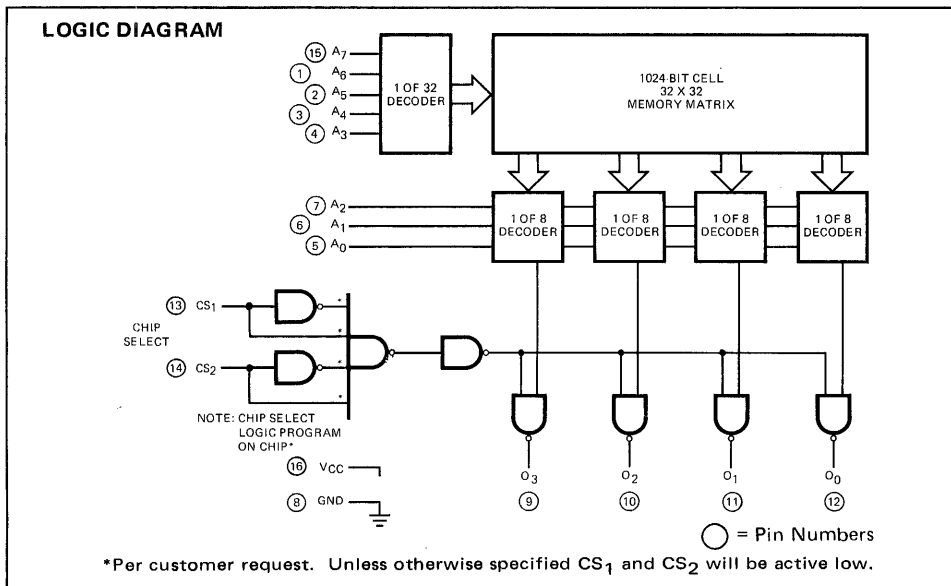 LOGIC DIAGRAM
15 A7
1 A6
2 A5
3 A4
4 A3
1 OF 32
DECODER
1024-BIT CELL
32 X 32
MEMORY MATRIX
7 A2
6 A1
5 A0
1 OF 8
DECODER
1 OF 8
DECODER
1 OF 8
DECODER
1 OF 8
DECODER
13 CS1
CHIP
SELECT
14 CS2
*
*
*
*
NOTE: CHIP SELECT
LOGIC PROGRAM
ON CHIP*
16 VCC
8 GND
O3
9
O2
10
O1
11
O0
12
= Pin Numbers
*Per customer request. Unless otherwise specified CS1 and CS2 will be active low.